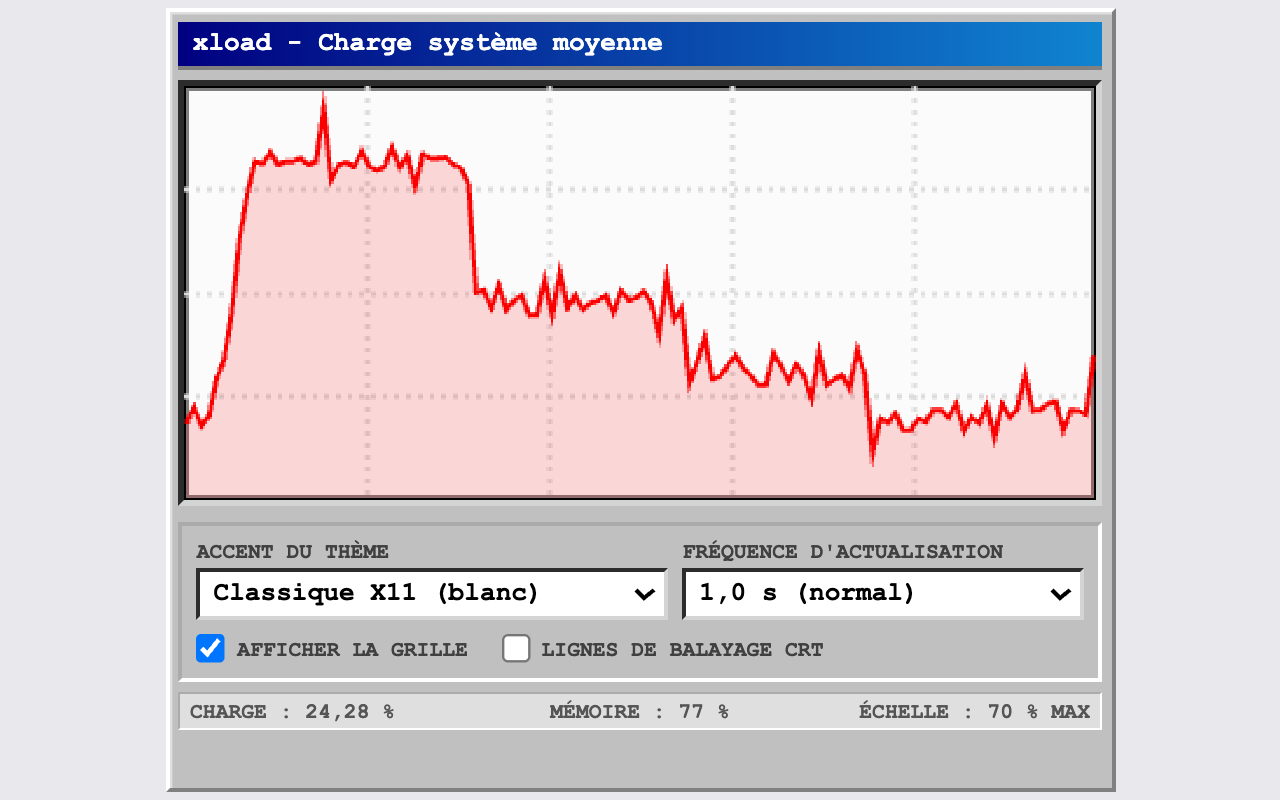 xload - Charge système moyenne
ACCENT DU THÈME
FRÉQUENCE D'ACTUALISATION
Classique X11 (blanc)
1,0 s (normal)
AFFICHER LA GRILLE
LIGNES DE BALAYAGE CRT
CHARGE : 24,28 %
MÉMOIRE : 77 %
ÉCHELLE : 70 % MAX